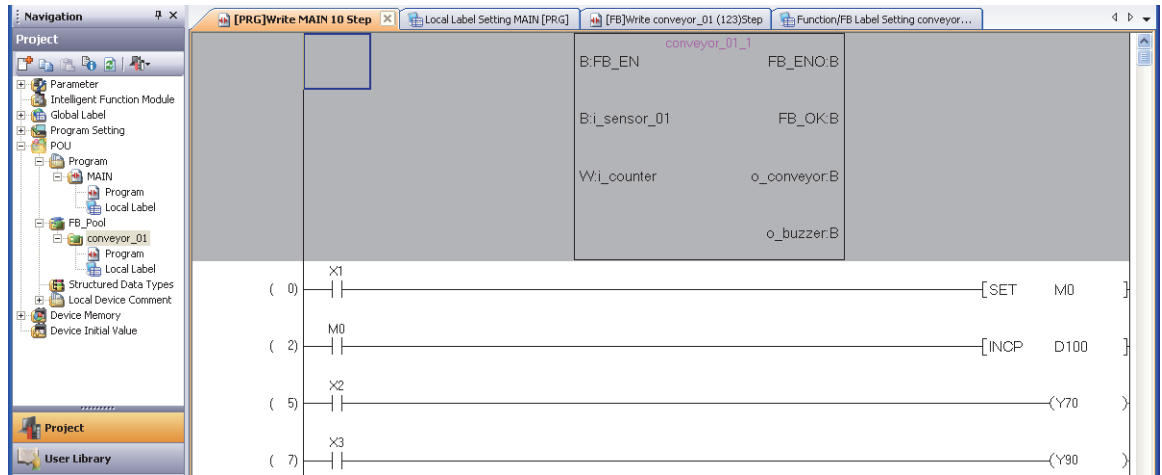 Navigation
[PRG]Write MAIN 10 Step
Local Label Setting MAIN [PRG]
[FB]Write conveyor_01 (123)Step
Function/FB Label Setting conveyor...
Project
Parameter
Intelligent Function Module
Global Label
Program Setting
POU
Program
MAIN
Program
Local Label
FB_Pool
conveyor_01
Program
Local Label
Structured Data Types
Local Device Comment
Device Memory
Device Initial Value
Project
User Library
conveyor_01_1
B:FB_EN FB_ENO:B
B:i_sensor_01 FB_OK:B
W:i_counter o_conveyor:B
o_buzzer:B
X1
( 0) [SET M0 ]
M0
( 2) [INCP D100 ]
X2
( 5) (Y70 )
X3
( 7) (Y90 )